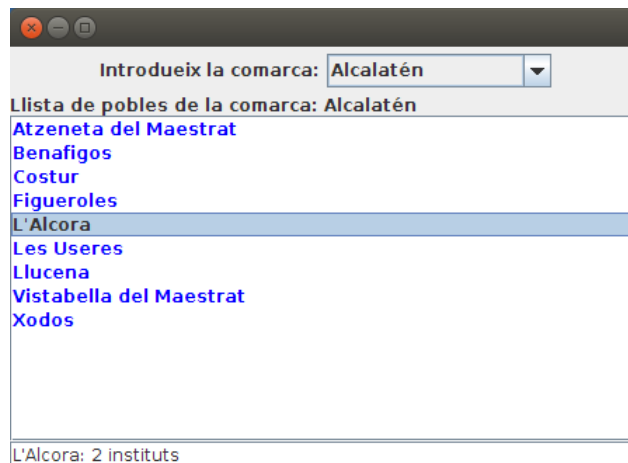 Introdueix la comarca: Alcalatén
Llista de pobles de la comarca: Alcalatén
Atzeneta del Maestrat
Benafigos
Costur
Figueroles
L'Alcora
Les Useres
Llucena
Vistabella del Maestrat
Xodos
L'Alcora: 2 instituts